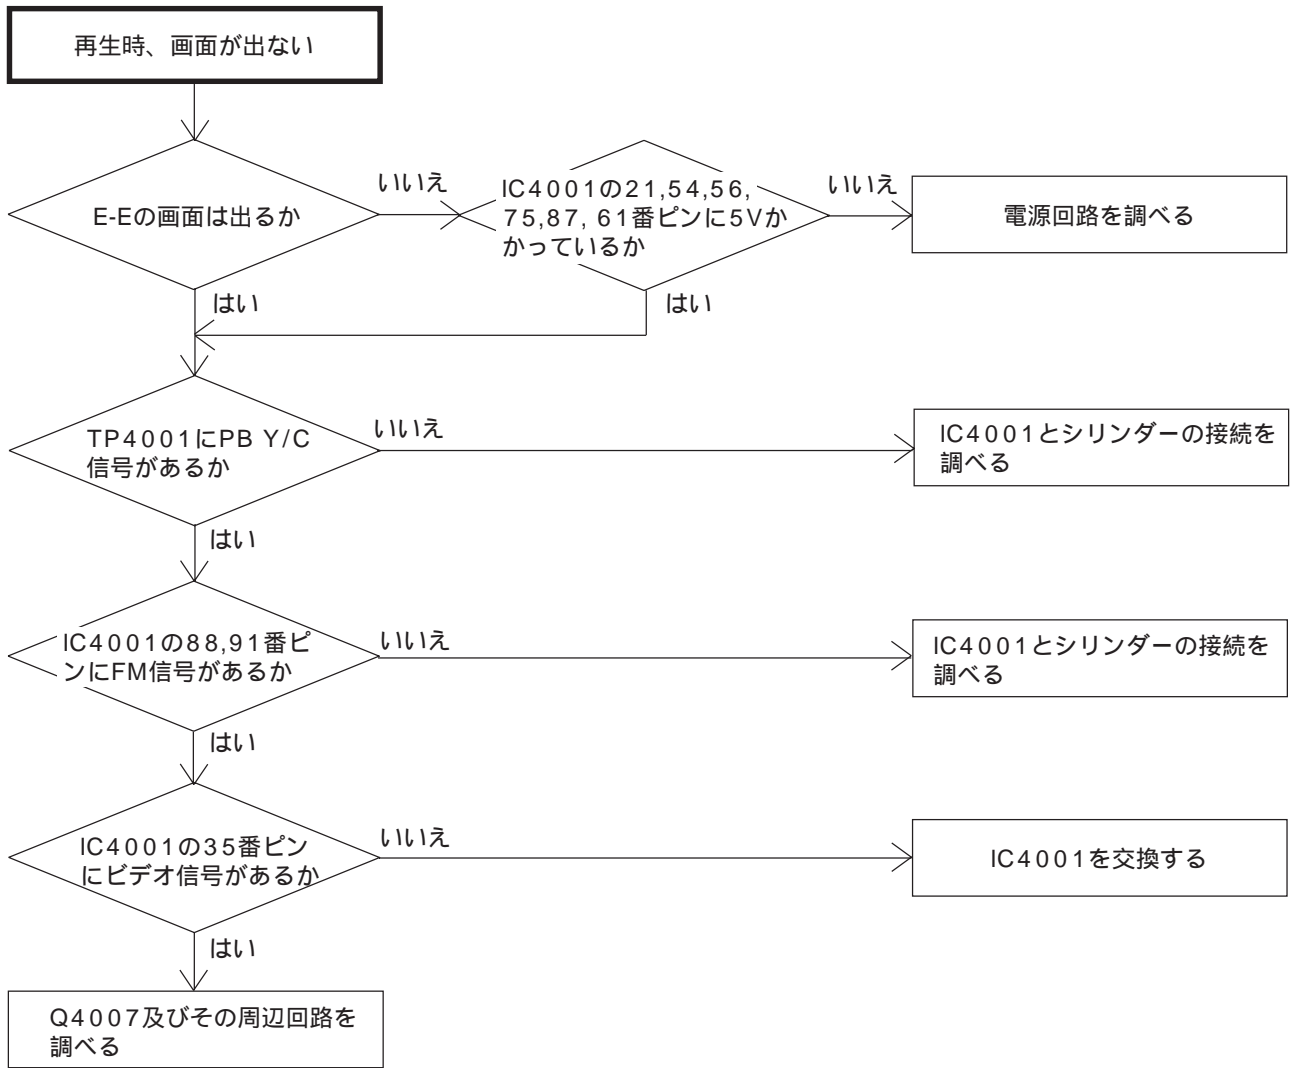 再生時、画面が出ない
E-Eの画面は出るか
いいえ
IC4001の21,54,56,
75,87, 61番ピンに5Vか
かっているか
いいえ
電源回路を調べる
はい
はい
TP4001にPB Y/C
信号があるか
いいえ
IC4001とシリンダーの接続を
調べる
はい
IC4001の88,91番ピ
ンにFM信号があるか
いいえ
IC4001とシリンダーの接続を
調べる
はい
IC4001の35番ピン
にビデオ信号があるか
いいえ
IC4001を交換する
はい
Q4007及びその周辺回路を
調べる